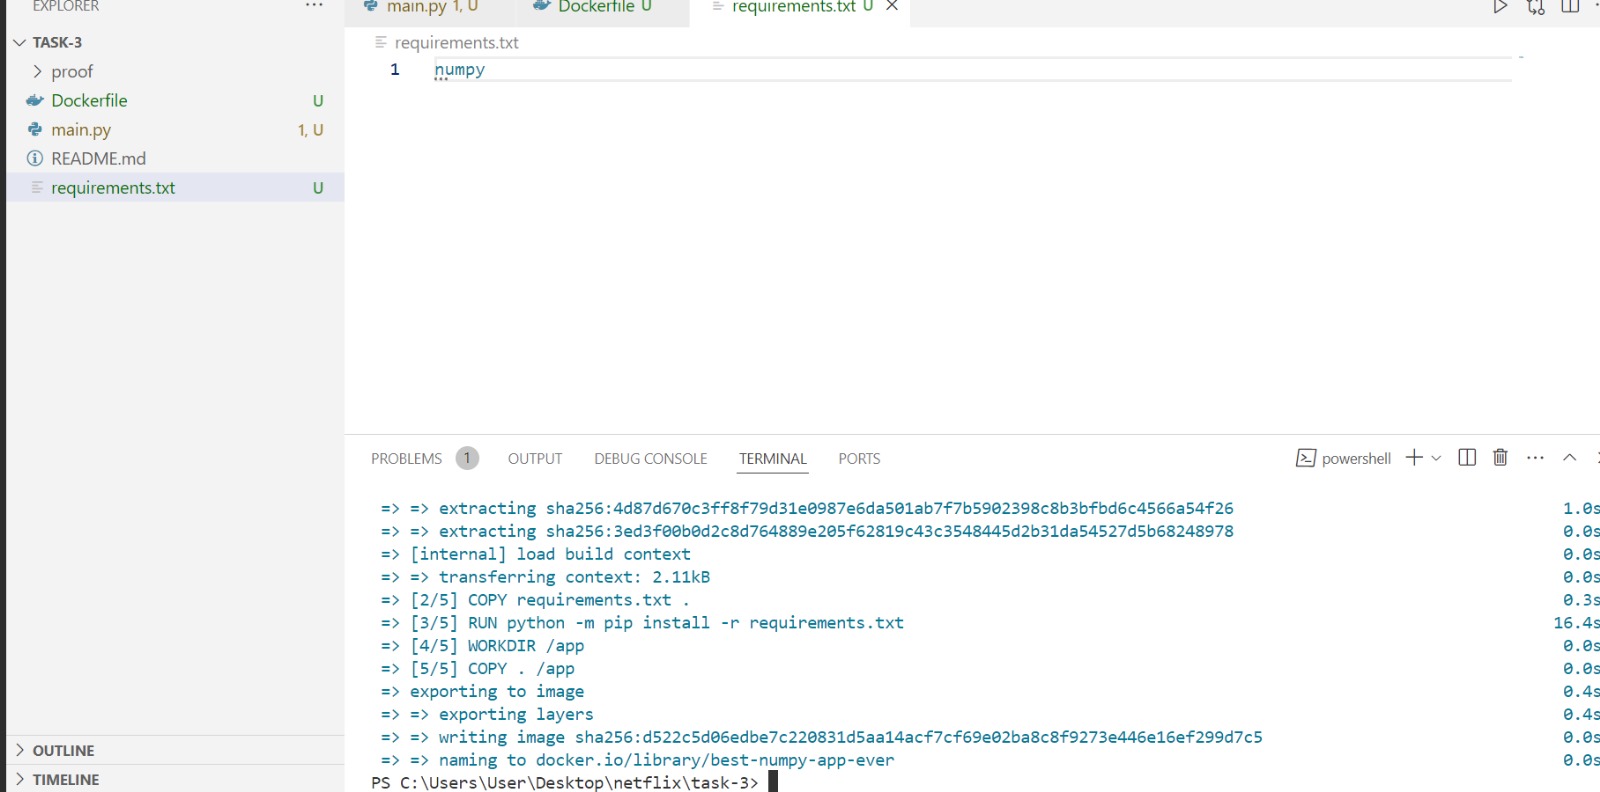 EXPLORER
main.py 1, U
Dockerfile U
requirements.txt U
TASK-3
proof
Dockerfile U
main.py 1, U
README.md
requirements.txt U
OUTLINE
TIMELINE
requirements.txt
1 numpy
PROBLEMS 1 OUTPUT DEBUG CONSOLE TERMINAL PORTS powershell
=> => extracting sha256:4d87d670c3ff8f79d31e0987e6da501ab7f7b5902398c8b3bfbd6c4566a54f26 1.0s
=> => extracting sha256:3ed3f00b0d2c8d764889e205f62819c43c3548445d2b31da54527d5b68248978 0.0s
=> [internal] load build context 0.0s
=> => transferring context: 2.11kB 0.0s
=> [2/5] COPY requirements.txt . 0.3s
=> [3/5] RUN python -m pip install -r requirements.txt 16.4s
=> [4/5] WORKDIR /app 0.0s
=> [5/5] COPY . /app 0.0s
=> exporting to image 0.4s
=> => exporting layers 0.4s
=> => writing image sha256:d522c5d06edbe7c220831d5aa14acf7cf69e02ba8c8f9273e446e16ef299d7c5 0.0s
=> => naming to docker.io/library/best-numpy-app-ever 0.0s
PS C:\Users\User\Desktop\netflix\task-3>